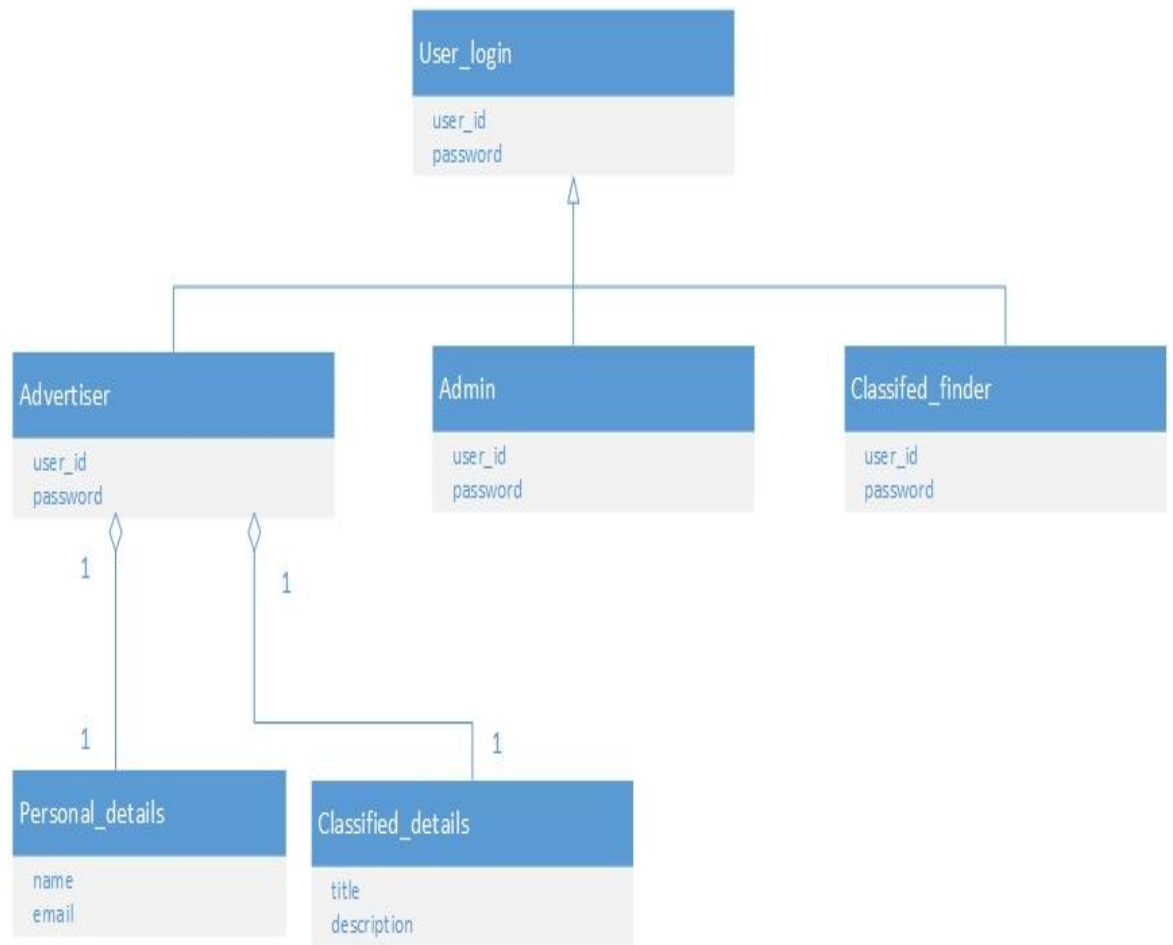 User_login
user_id
password
Advertiser
user_id
password
Admin
user_id
password
Classifed_finder
user_id
password
1
1
1
1
Personal_details
name
email
Classified_details
title
description